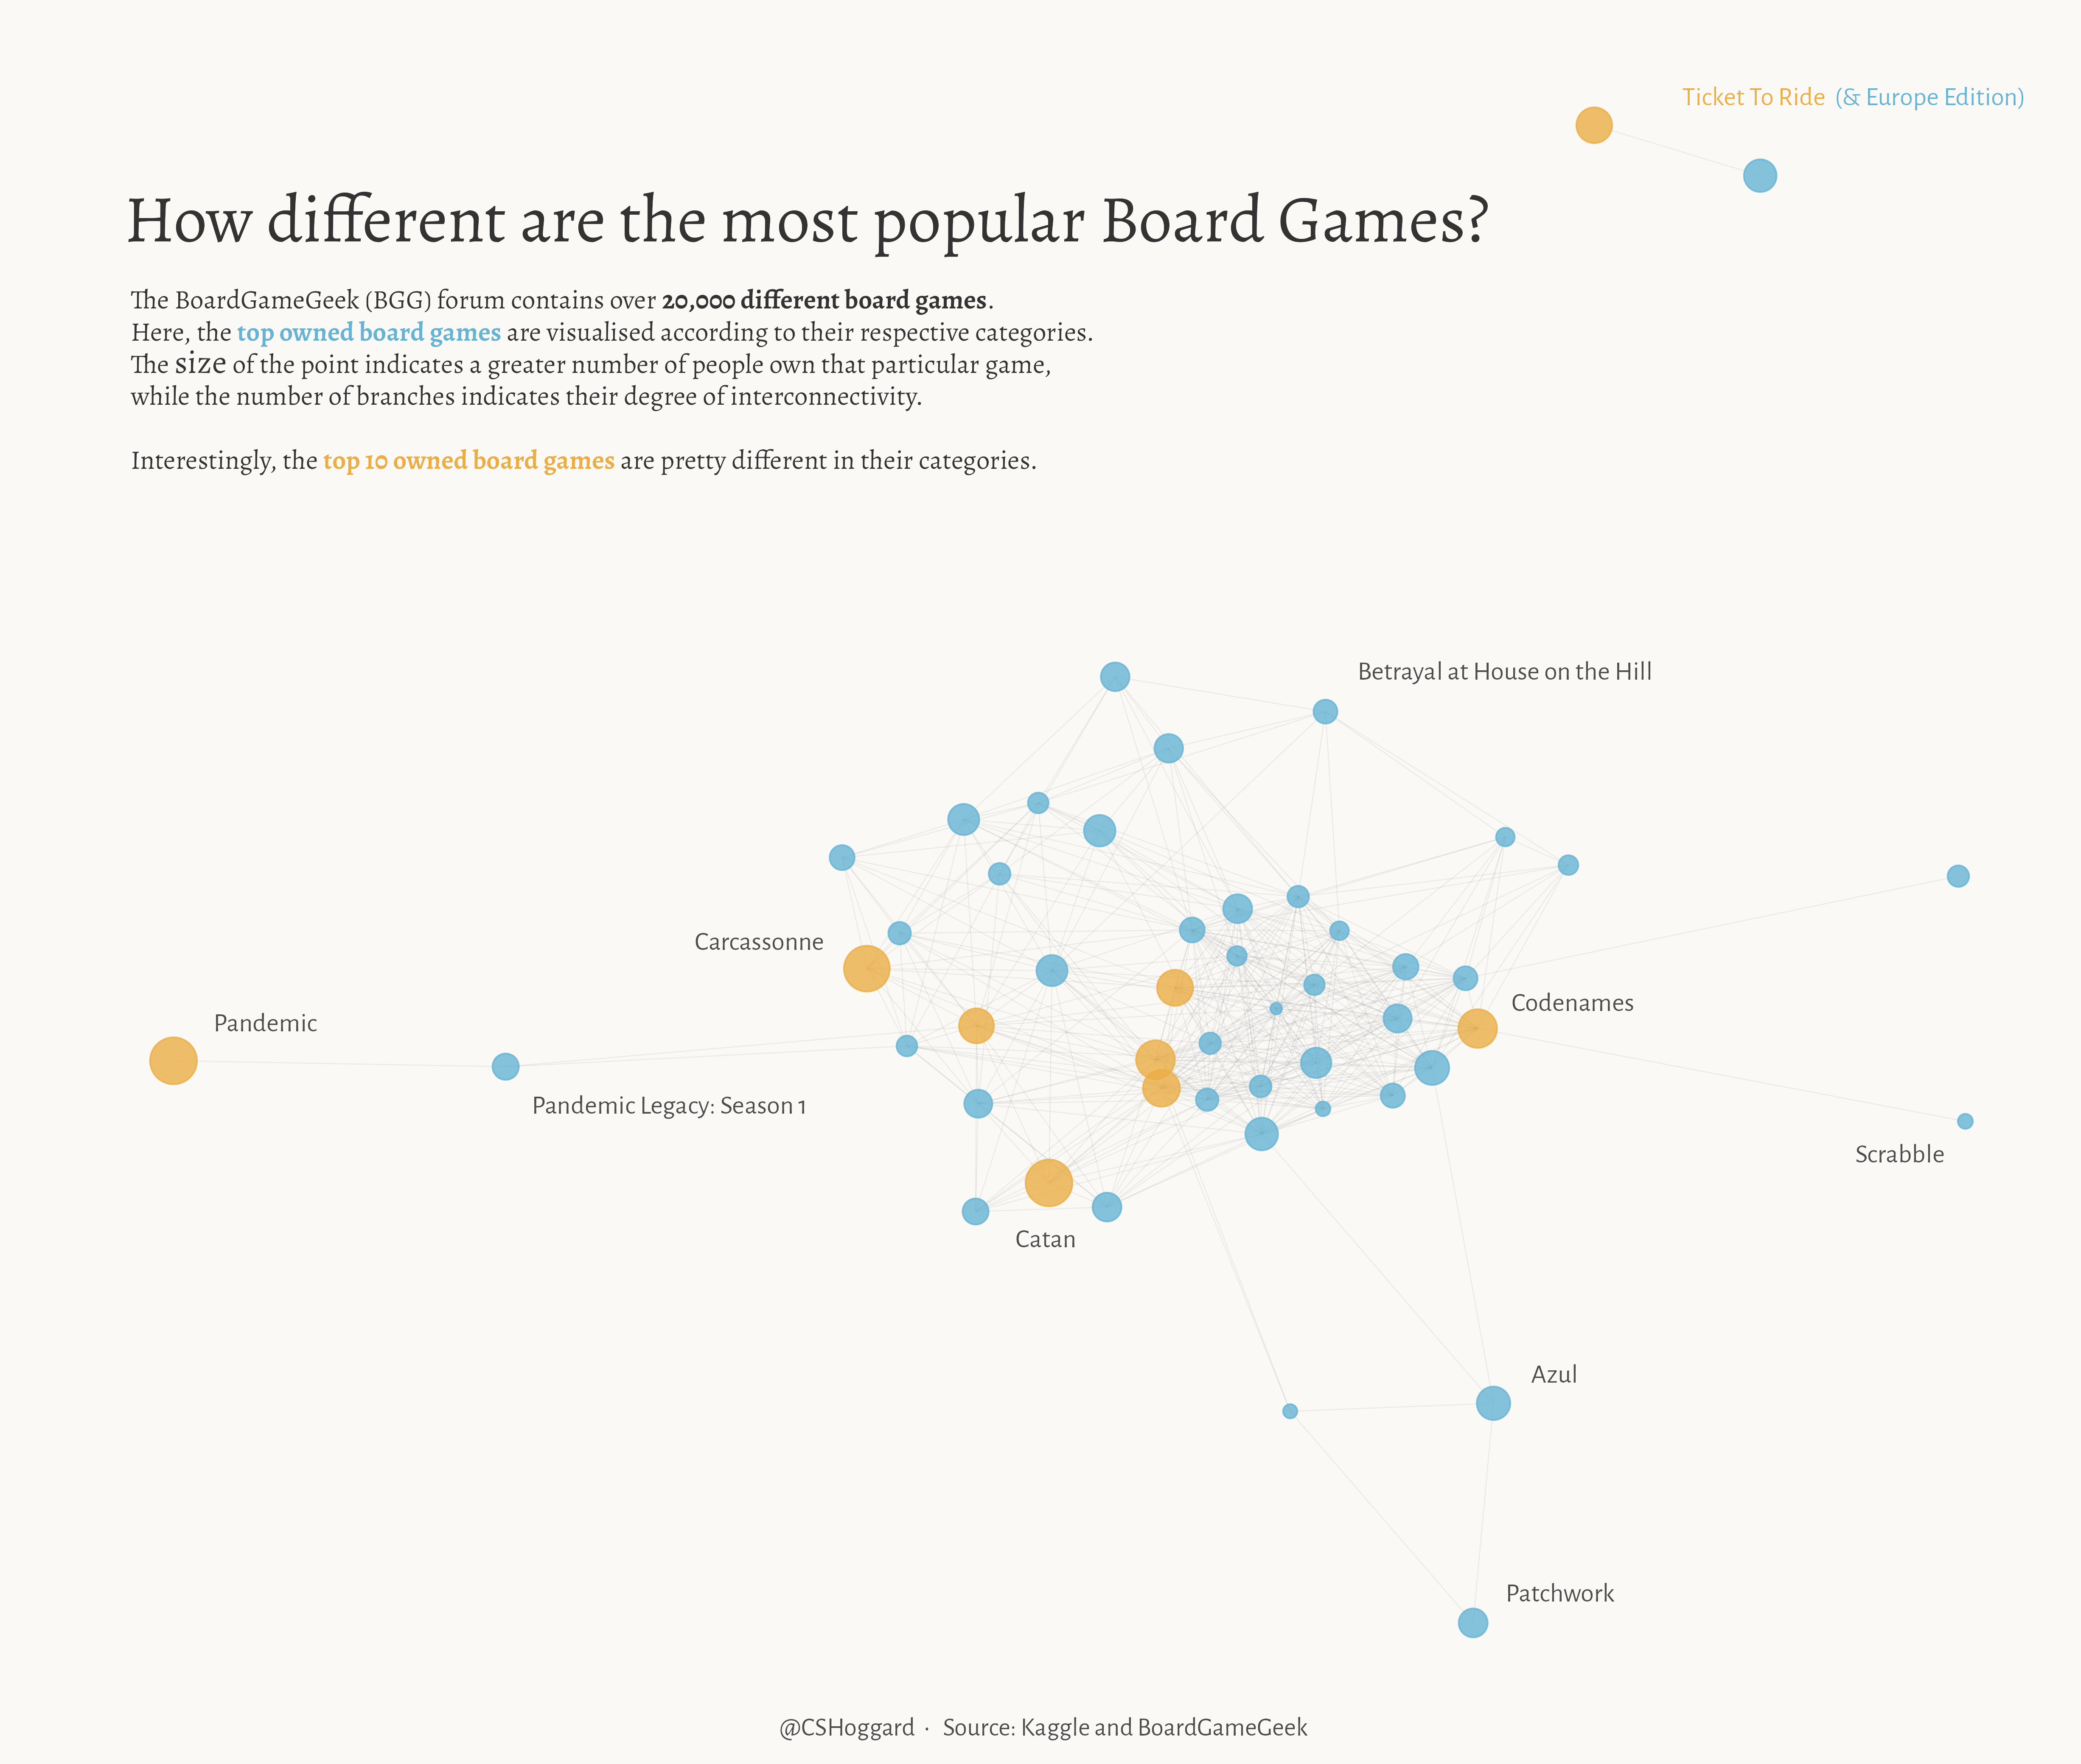 Ticket To Ride (& Europe Edition)
How different are the most popular Board Games?
The BoardGameGeek (BGG) forum contains over 20,000 different board games.
Here, the top owned board games are visualised according to their respective categories.
The size of the point indicates a greater number of people own that particular game,
while the number of branches indicates their degree of interconnectivity.
Interestingly, the top 10 owned board games are pretty different in their categories.
Betrayal at House on the Hill
Carcassonne
Codenames
Pandemic
Pandemic Legacy: Season 1
Scrabble
Catan
Azul
Patchwork
@CSHoggard · Source: Kaggle and BoardGameGeek